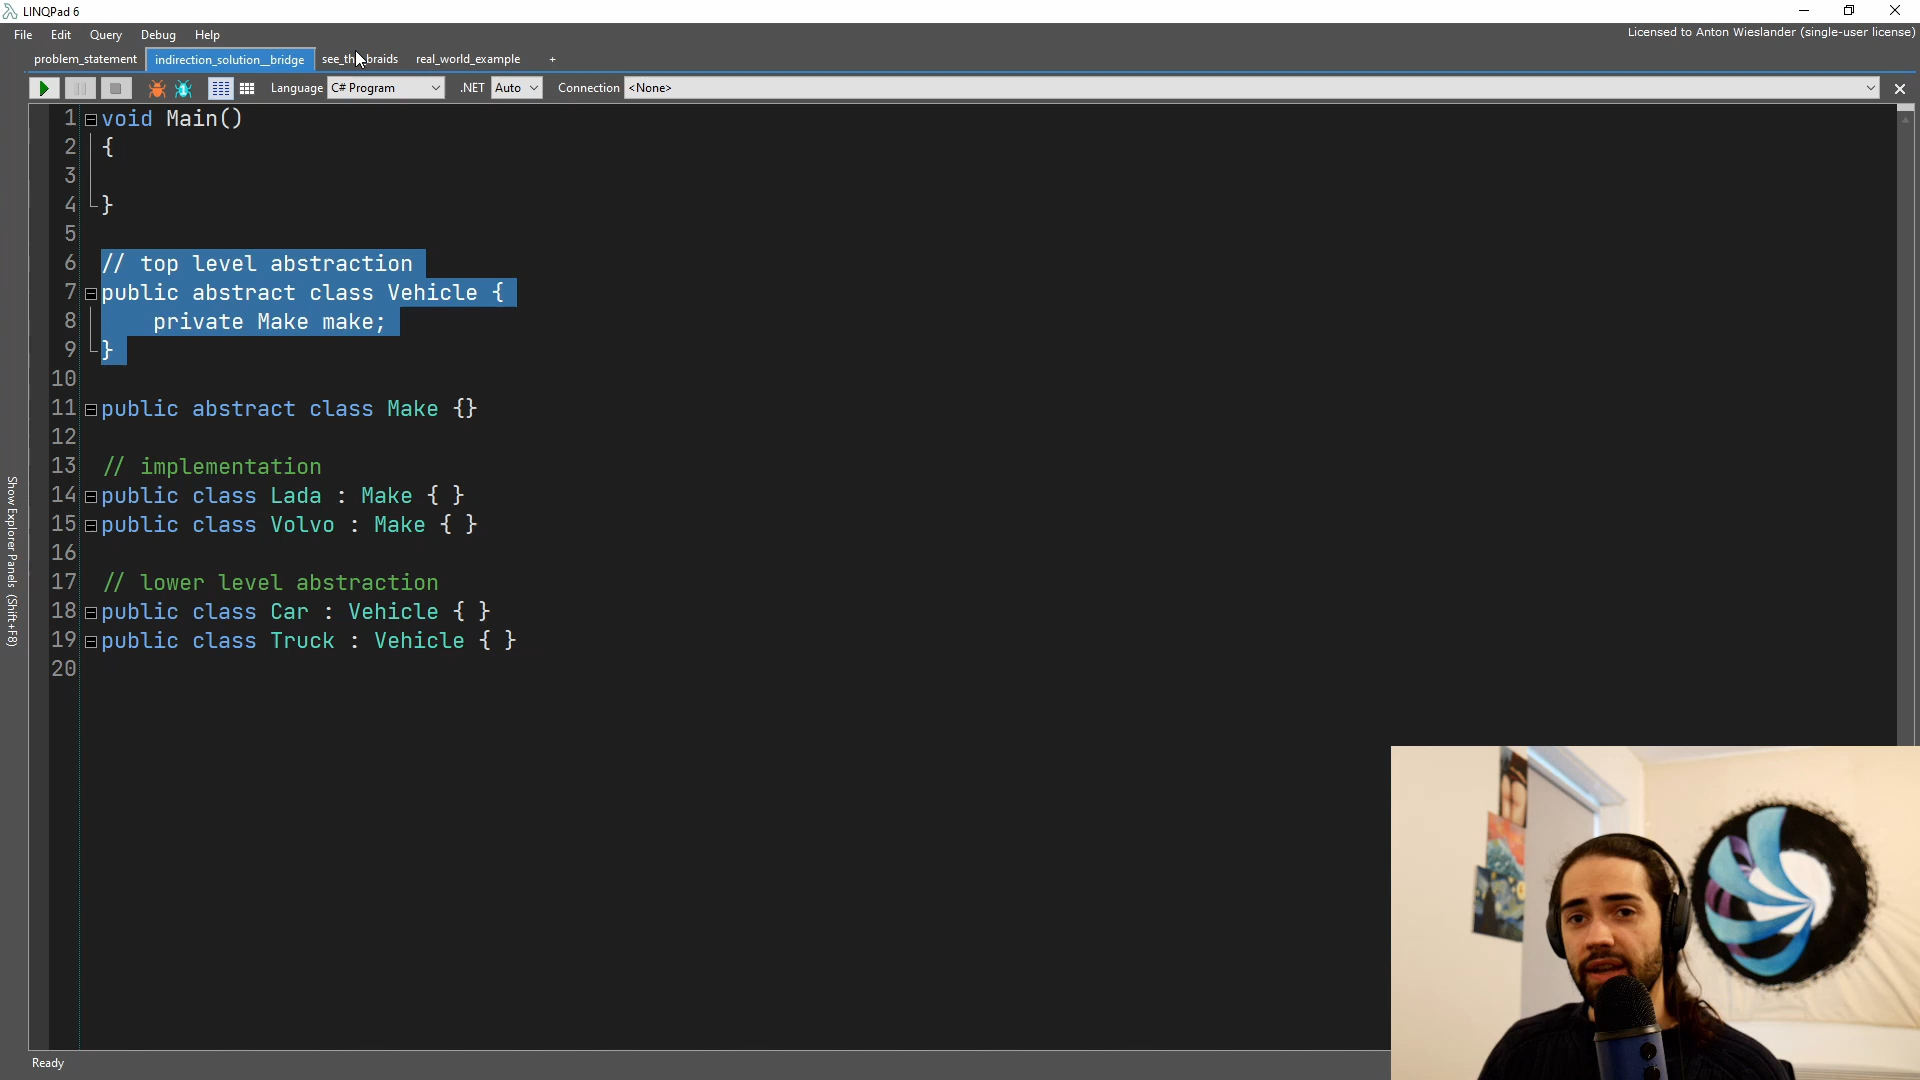 LINQPad 6
File Edit Query Debug Help
Licensed to Anton Wieslander (single-user license)
problem_statement indirection_solution__bridge see_th braids real_world_example +
Language C# Program .NET Auto Connection <None>
1 void Main()
2 {
3
4 }
5
6 // top level abstraction
7 public abstract class Vehicle {
8 private Make make;
9 }
10
11 public abstract class Make {}
12
13 // implementation
14 public class Lada : Make { }
15 public class Volvo : Make { }
16
17 // lower level abstraction
18 public class Car : Vehicle { }
19 public class Truck : Vehicle { }
20
Show Explorer Panels (Shift+F8)
Ready